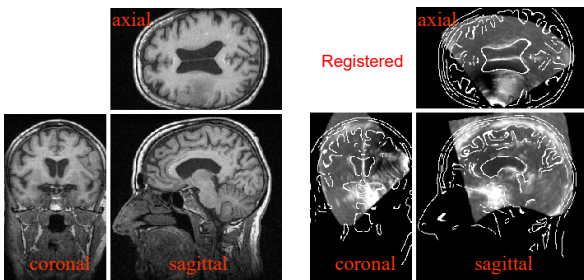 axial
coronal
sagittal
Registered
axial
coronal
sagittal